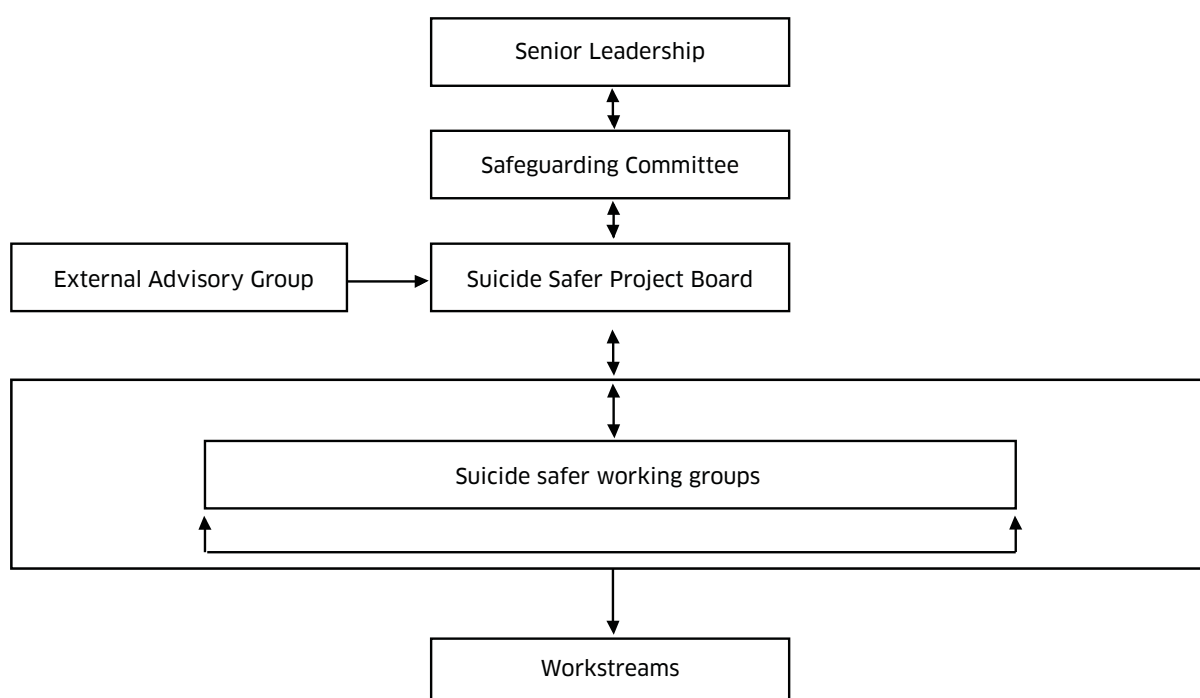 Senior Leadership
Safeguarding Committee
External Advisory Group
Suicide Safer Project Board
Suicide safer working groups
Workstreams